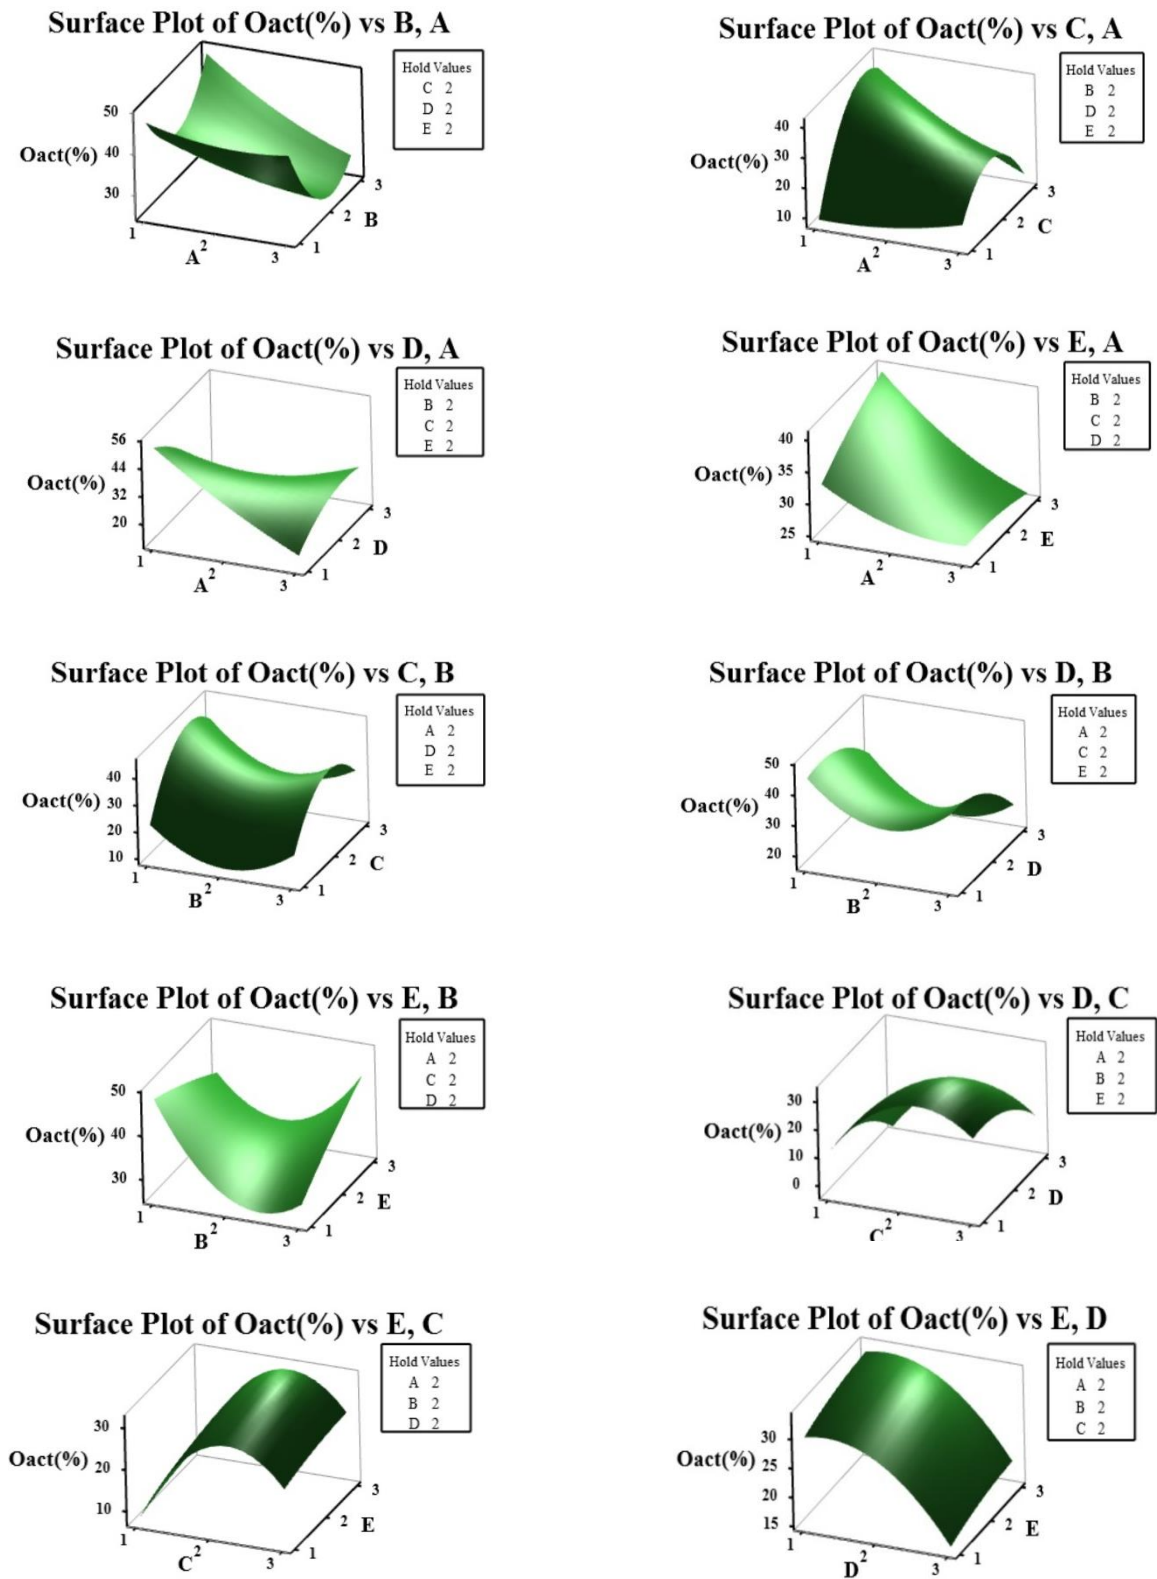 Surface Plot of Oact(%) vs B, A
Hold Values
C 2
D 2
E 2
50
40
30
Oact(%)
1
2
3
A
1
2
3
B
Surface Plot of Oact(%) vs C, A
Hold Values
B 2
D 2
E 2
40
30
20
10
Oact(%)
1
2
3
A
1
2
3
C
Surface Plot of Oact(%) vs D, A
Hold Values
B 2
C 2
E 2
56
44
32
20
Oact(%)
1
2
3
A
1
2
3
D
Surface Plot of Oact(%) vs E, A
Hold Values
B 2
C 2
D 2
40
35
30
25
Oact(%)
1
2
3
A
1
2
3
E
Surface Plot of Oact(%) vs C, B
Hold Values
A 2
D 2
E 2
40
30
20
10
Oact(%)
1
2
3
B
1
2
3
C
Surface Plot of Oact(%) vs D, B
Hold Values
A 2
C 2
E 2
50
40
30
20
Oact(%)
1
2
3
B
1
2
3
D
Surface Plot of Oact(%) vs E, B
Hold Values
A 2
C 2
D 2
50
40
30
Oact(%)
1
2
3
B
1
2
3
E
Surface Plot of Oact(%) vs D, C
Hold Values
A 2
B 2
E 2
30
20
10
0
Oact(%)
1
2
3
C
1
2
3
D
Surface Plot of Oact(%) vs E, C
Hold Values
A 2
B 2
D 2
30
20
10
Oact(%)
1
2
3
C
1
2
3
E
Surface Plot of Oact(%) vs E, D
Hold Values
A 2
B 2
C 2
30
25
20
15
Oact(%)
1
2
3
D
1
2
3
E